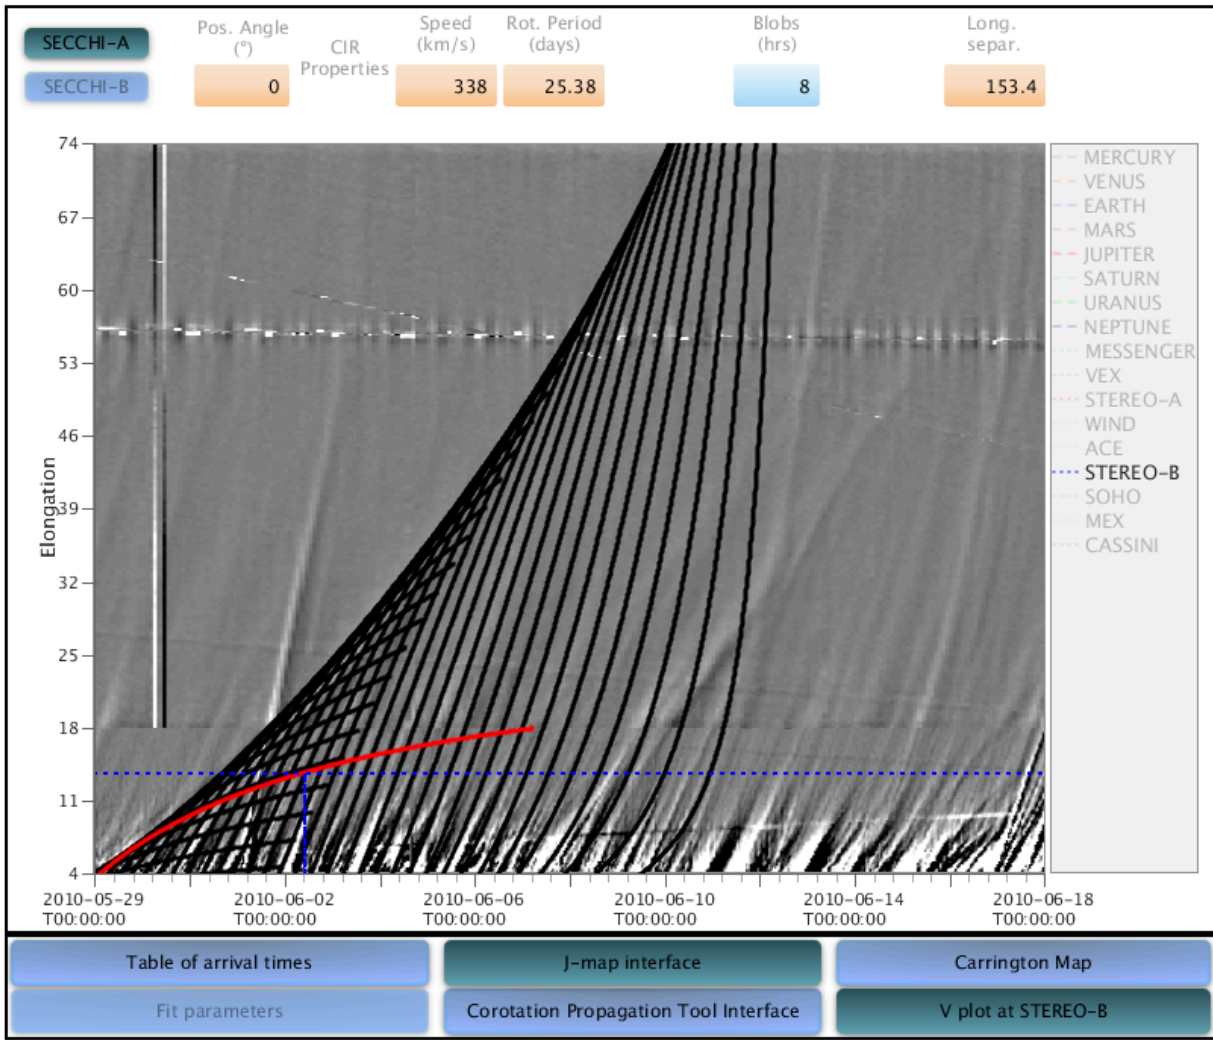 SECCHI-A
SECCHI-B
Pos. Angle
(°)
CIR
Properties
Speed
(km/s)
Rot. Period
(days)
Blobs
(hrs)
Long.
separ.
0
338
25.38
8
153.4
Elongation
74
67
60
53
46
39
32
25
18
11
4
2010-05-29
T00:00:00
2010-06-02
T00:00:00
2010-06-06
T00:00:00
2010-06-10
T00:00:00
2010-06-14
T00:00:00
2010-06-18
T00:00:00
MERCURY
VENUS
EARTH
MARS
JUPITER
SATURN
URANUS
NEPTUNE
MESSENGER
VEX
STEREO-A
WIND
ACE
STEREO-B
SOHO
MEX
CASSINI
Table of arrival times
J-map interface
Carrington Map
Fit parameters
Corotation Propagation Tool Interface
V plot at STEREO-B